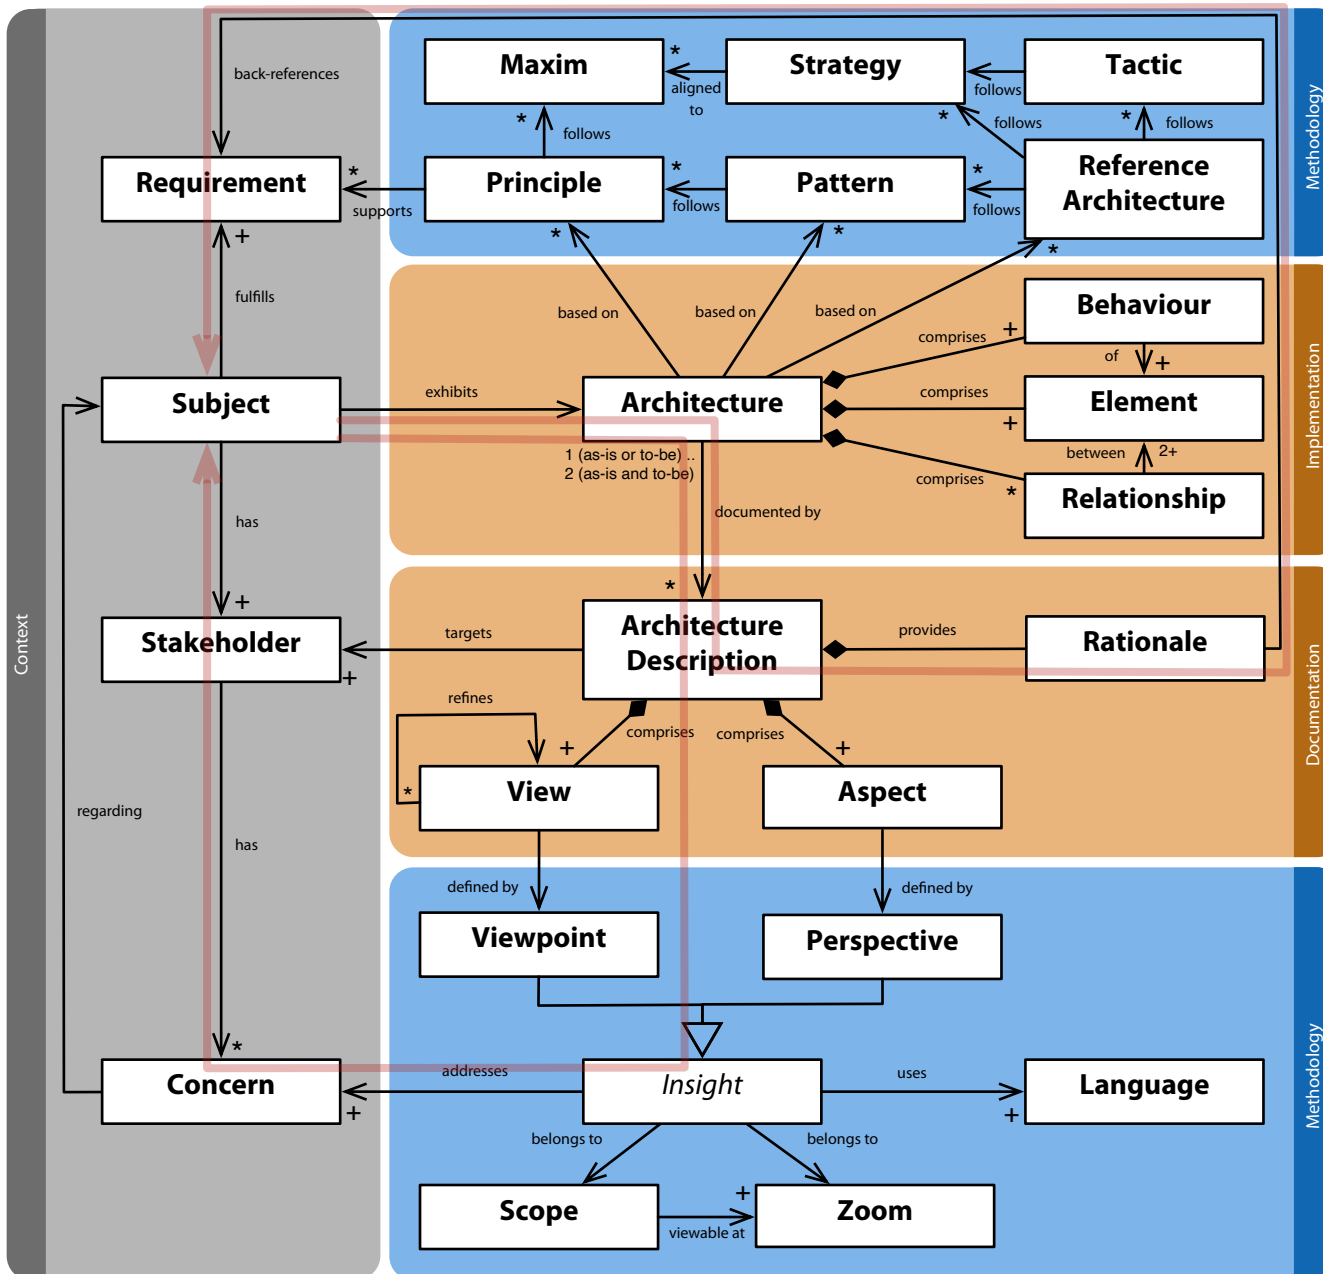 back-references
Maxim
*
aligned
to
Strategy
follows
Tactic
*
follows
*
follows
*
follows
Methodology
Requirement
*
supports
Principle
*
follows
Pattern
*
follows
Reference
Architecture
+
*
*
*
fulfills
based on
based on
based on
comprises
+
Behaviour
of
+
Implementation
Subject
exhibits
Architecture
comprises
+
Element
1 (as-is or to-be) ..
2 (as-is and to-be)
between
2+
comprises
*
Relationship
has
documented by
+
*
Context
Stakeholder
+
targets
Architecture
Description
provides
Rationale
Documentation
refines
comprises
comprises
+
+
*
View
Aspect
regarding
has
defined by
defined by
Viewpoint
Perspective
*
Concern
+
addresses
Insight
uses
+
Language
Methodology
belongs to
belongs to
Scope
+
viewable at
Zoom